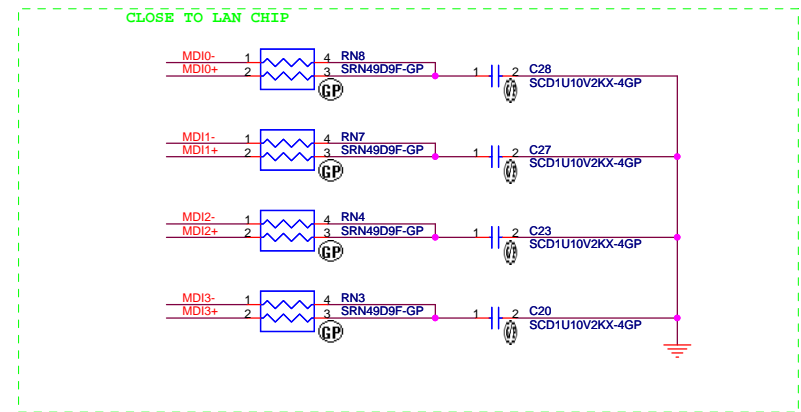 CLOSE TO LAN CHIP
MDI0- 1 4 RN8
MDI0+ 2 3 SRN49D9F-GP 1 2 C28
GP SCD1U10V2KX-4GP
MDI1- 1 4 RN7
MDI1+ 2 3 SRN49D9F-GP 1 2 C27
GP SCD1U10V2KX-4GP
MDI2- 1 4 RN4
MDI2+ 2 3 SRN49D9F-GP 1 2 C23
GP SCD1U10V2KX-4GP
MDI3- 1 4 RN3
MDI3+ 2 3 SRN49D9F-GP 1 2 C20
GP SCD1U10V2KX-4GP